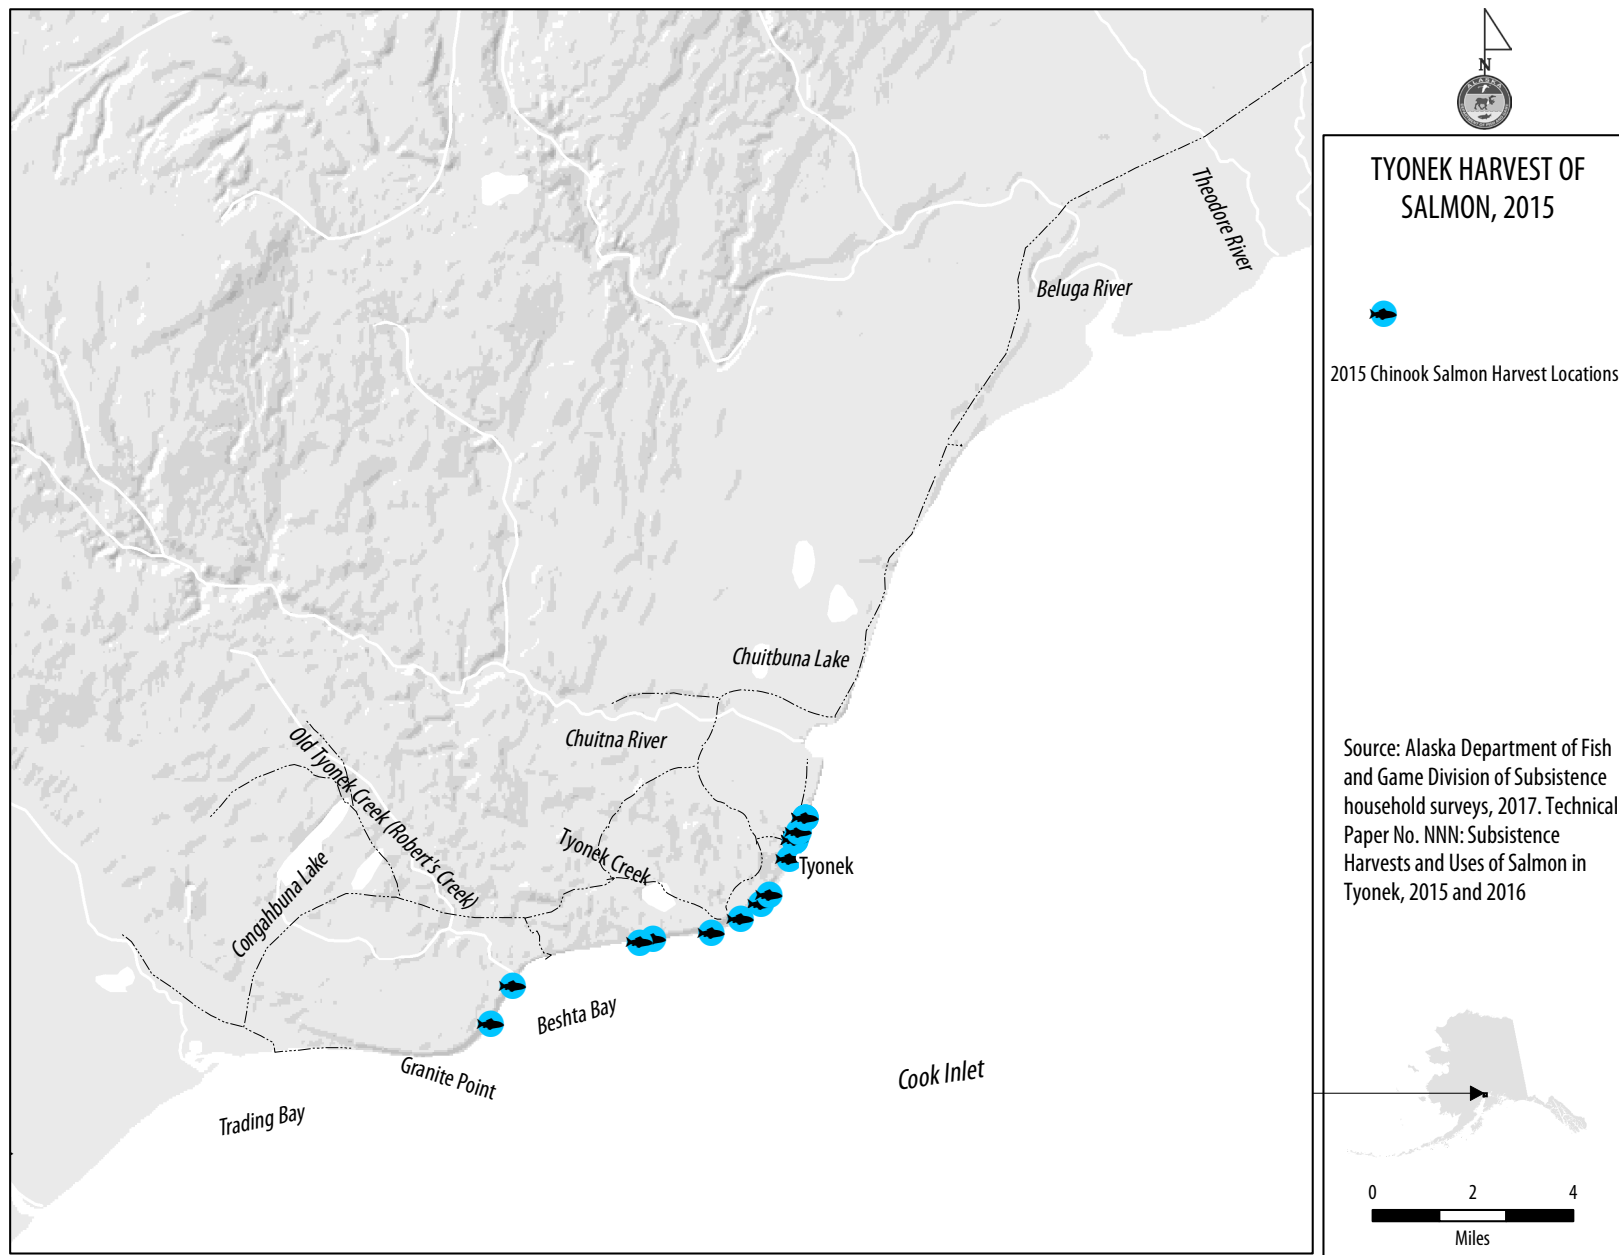 N
ALASKA
TYONEK HARVEST OF
SALMON, 2015
2015 Chinook Salmon Harvest Locations
Source: Alaska Department of Fish
and Game Division of Subsistence
household surveys, 2017. Technical
Paper No. NNN: Subsistence
Harvests and Uses of Salmon in
Tyonek, 2015 and 2016
0 2 4
Miles
Theodore River
Beluga River
Chuitbuna Lake
Chuitna River
Old Tyonek Creek (Robert's Creek)
Tyonek Creek
Tyonek
Congahbuna Lake
Beshta Bay
Granite Point
Cook Inlet
Trading Bay